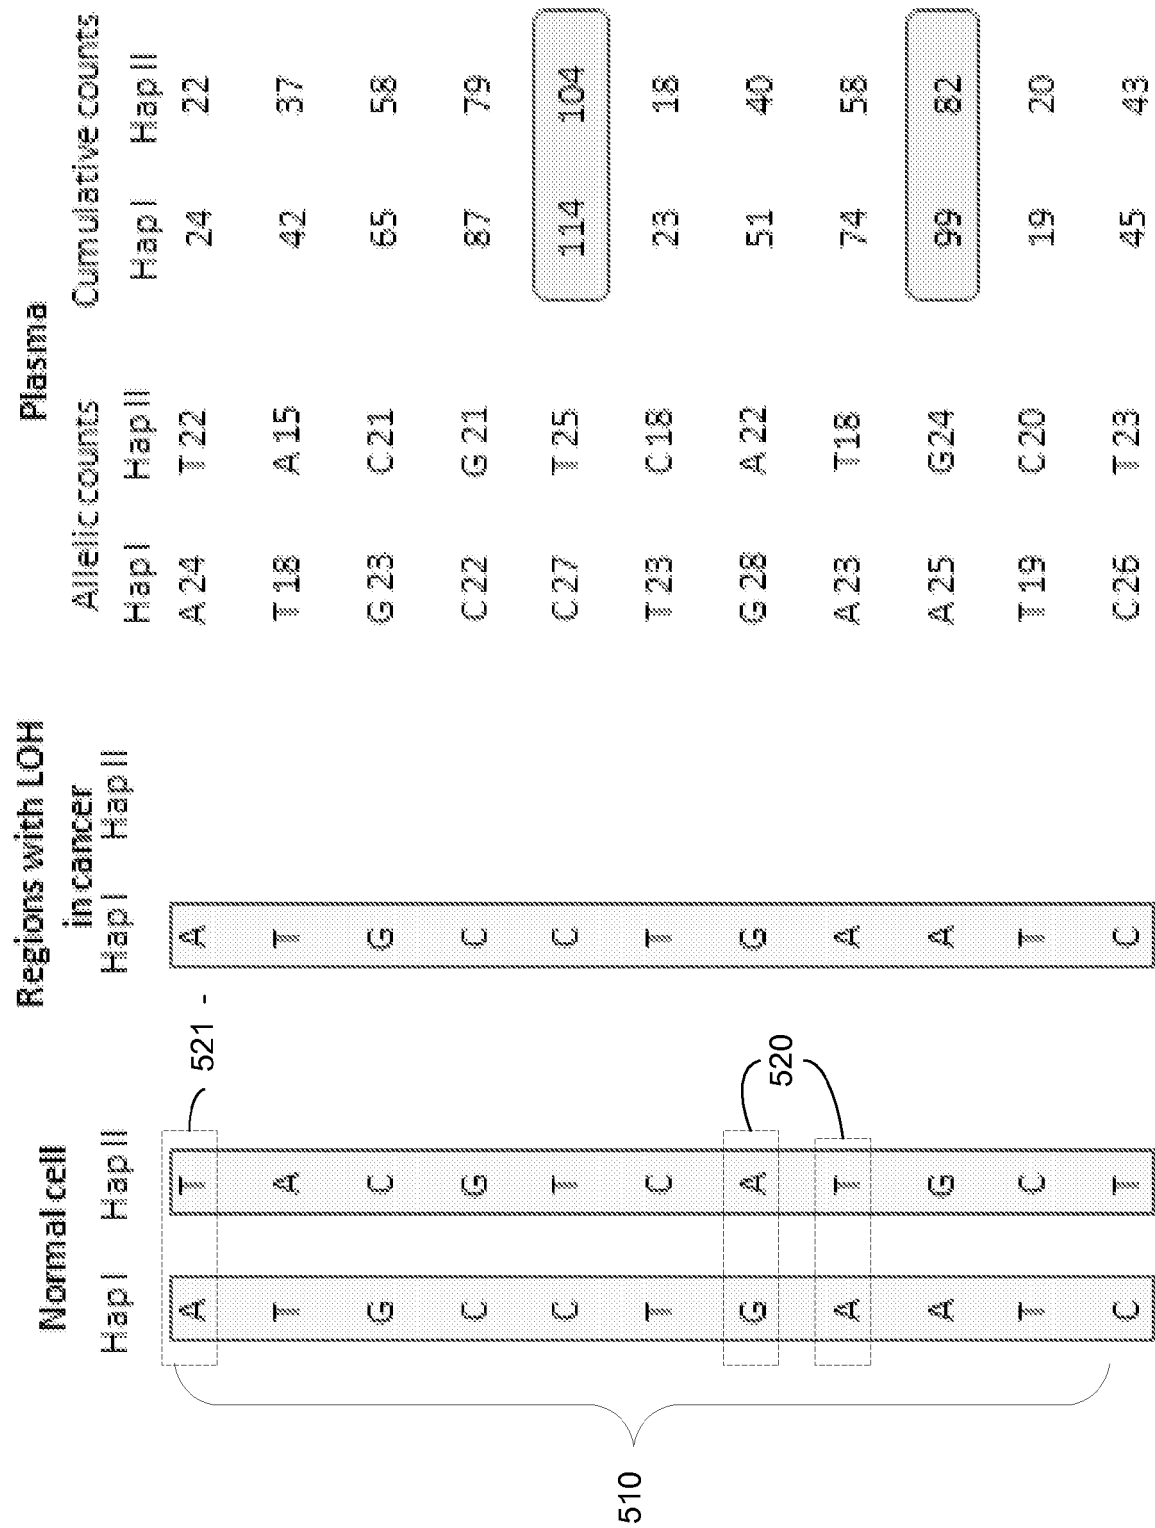 Normal cell Regions with LOH Plasma
in cancer Allelic counts Cumulative counts
Hap I Hap II Hap I Hap II Hap I Hap II Hap I Hap II
A T 521 - A A 24 T 22 24 22
T A T T 18 A 15 42 37
G C G G 23 C 21 65 58
C G C C 22 G 21 87 79
C T C C 27 T 25 114 104
510
T C T T 23 C 18 23 18
G A G G 28 A 22 51 40
520
A T A A 23 T 18 74 58
A G A A 25 G 24 99 82
T C T T 19 C 20 19 20
C T C C 26 T 23 45 43